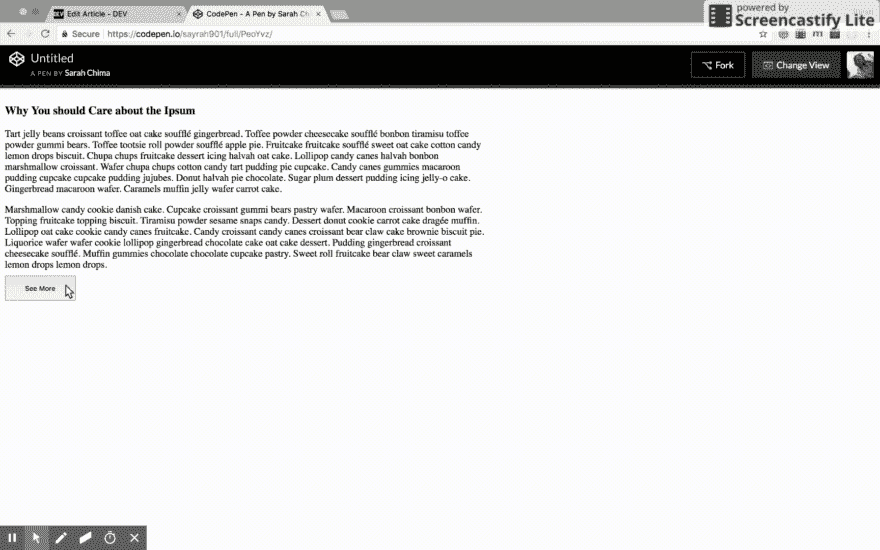 powered by
Screencastify Lite
Edit Article - DEV
CodePen - A Pen by Sarah Ch
Secure
https://codepen.io/sayrah901/full/PeoYvz/
Untitled
A PEN BY Sarah Chima
Fork
Change View
Why You should Care about the Ipsum
Tart jelly beans croissant toffee oat cake soufflé gingerbread. Toffee powder cheesecake soufflé bonbon tiramisu toffee
powder gummi bears. Toffee tootsie roll powder soufflé apple pie. Fruitcake fruitcake soufflé sweet oat cake cotton candy
lemon drops biscuit. Chupa chups fruitcake dessert icing halvah oat cake. Lollipop candy canes halvah bonbon
marshmallow croissant. Wafer chupa chups cotton candy tart pudding pie cupcake. Candy canes gummies macaroon
pudding cupcake cupcake pudding jujubes. Donut halvah pie chocolate. Sugar plum dessert pudding icing jelly-o cake.
Gingerbread macaroon wafer. Caramels muffin jelly wafer carrot cake.
Marshmallow candy cookie danish cake. Cupcake croissant gummi bears pastry wafer. Macaroon croissant bonbon wafer.
Topping fruitcake topping biscuit. Tiramisu powder sesame snaps candy. Dessert donut cookie carrot cake dragée muffin.
Lollipop oat cake cookie candy canes fruitcake. Candy croissant candy canes croissant bear claw cake brownie biscuit pie.
Liquorice wafer wafer cookie lollipop gingerbread chocolate cake oat cake dessert. Pudding gingerbread croissant
cheesecake soufflé. Muffin gummies chocolate chocolate cupcake pastry. Sweet roll fruitcake bear claw sweet caramels
lemon drops lemon drops.
See More